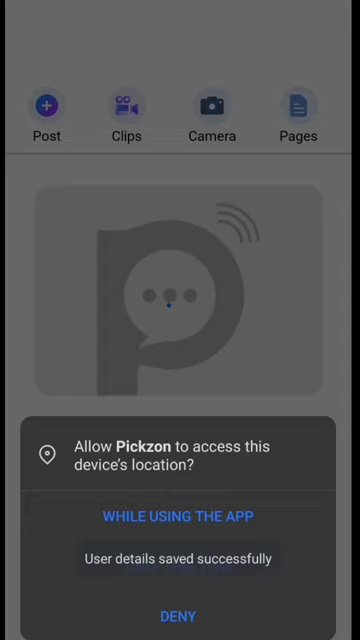 Post
Clips
Camera
Pages
Allow Pickzon to access this
device's location?
WHILE USING THE APP
User details saved successfully
DENY